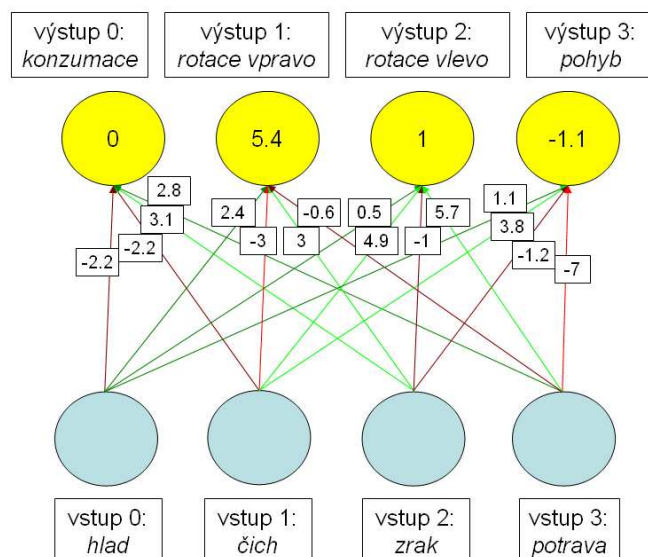 výstup 0:
konzumace
výstup 1:
rotace vpravo
výstup 2:
rotace vlevo
výstup 3:
pohyb
0
5.4
1
-1.1
2.8
3.1
-2.2
-2.2
2.4
-3
3
-0.6
0.5
4.9
-1
5.7
1.1
3.8
-1.2
-7
vstup 0:
hlad
vstup 1:
čich
vstup 2:
zrak
vstup 3:
potrava